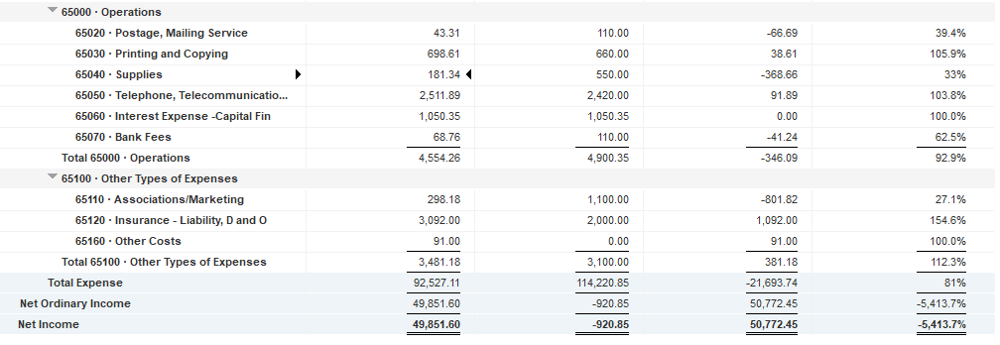 65000 · Operations
65020 · Postage, Mailing Service 43.31 110.00 -66.69 39.4%
65030 · Printing and Copying 698.61 660.00 38.61 105.9%
65040 · Supplies 181.34 550.00 -368.66 33%
65050 · Telephone, Telecommunicatio... 2,511.89 2,420.00 91.89 103.8%
65060 · Interest Expense -Capital Fin 1,050.35 1,050.35 0.00 100.0%
65070 · Bank Fees 68.76 110.00 -41.24 62.5%
Total 65000 · Operations 4,554.26 4,900.35 -346.09 92.9%
65100 · Other Types of Expenses
65110 · Associations/Marketing 298.18 1,100.00 -801.82 27.1%
65120 · Insurance - Liability, D and O 3,092.00 2,000.00 1,092.00 154.6%
65160 · Other Costs 91.00 0.00 91.00 100.0%
Total 65100 · Other Types of Expenses 3,481.18 3,100.00 381.18 112.3%
Total Expense 92,527.11 114,220.85 -21,693.74 81%
Net Ordinary Income 49,851.60 -920.85 50,772.45 -5,413.7%
Net Income 49,851.60 -920.85 50,772.45 -5,413.7%